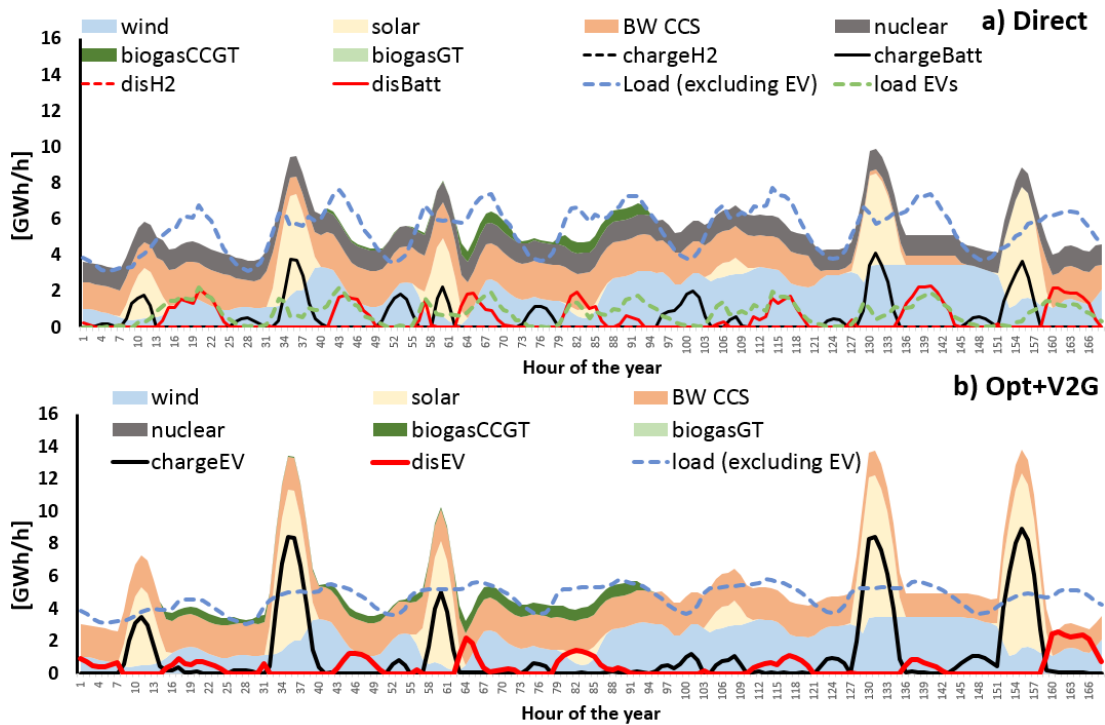 a) Direct
wind solar BW CCS nuclear
biogasCCGT biogasGT chargeH2 chargeBatt
disH2 disBatt Load (excluding EV) load EVs
[GWh/h]
16
14
12
10
8
6
4
2
0
1 4 7 10 13 16 19 22 25 28 31 34 37 40 43 46 49 52 55 58 61 64 67 70 73 76 79 82 85 88 91 94 97 100 103 106 109 112 115 118 121 124 127 130 133 136 139 142 145 148 151 154 157 160 163 166
Hour of the year
b) Opt+V2G
wind solar BW CCS
nuclear biogasCCGT biogasGT
chargeEV disEV load (excluding EV)
[GWh/h]
16
14
12
10
8
6
4
2
0
1 4 7 10 13 16 19 22 25 28 31 34 37 40 43 46 49 52 55 58 61 64 67 70 73 76 79 82 85 88 91 94 97 100 103 106 109 112 115 118 121 124 127 130 133 136 139 142 145 148 151 154 157 160 163 166
Hour of the year